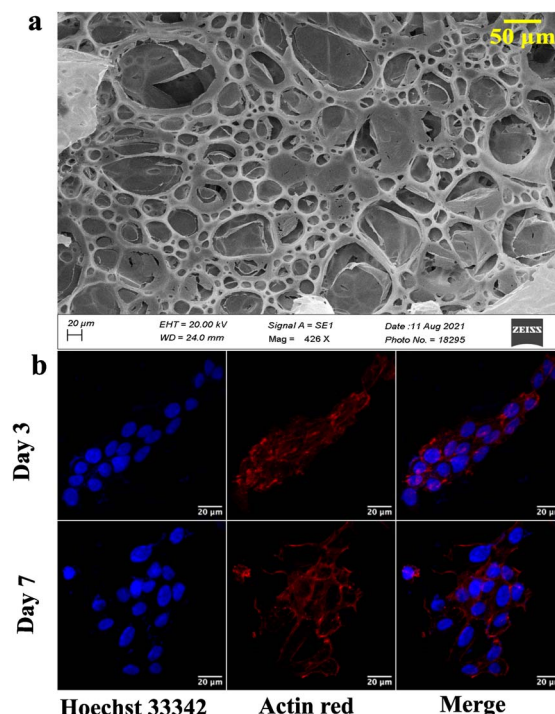 a
50 µm
20 µm
EHT = 20.00 kV
Signal A = SE1
Date :11 Aug 2021
WD = 24.0 mm
Mag = 426 X
Photo No. = 18295
ZEISS
b
Day 3
20 µm
20 µm
20 µm
Day 7
20 µm
20 µm
20 µm
Hoechst 33342
Actin red
Merge